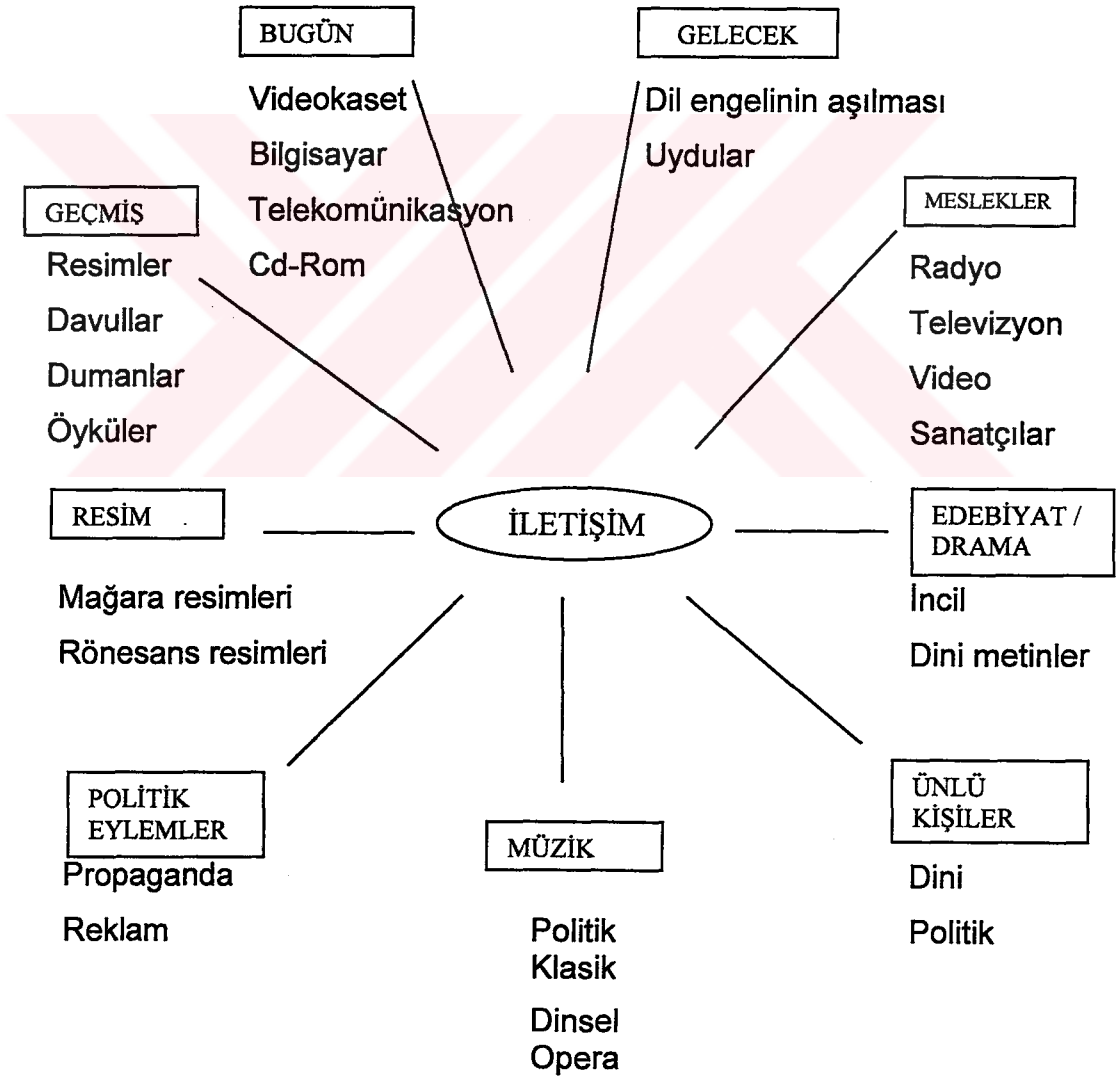 BUGÜN
Videokaset
Bilgisayar
Telekomünikasyon
Cd-Rom
GELECEK
Dil engelinin aşılması
Uydular
GEÇMİŞ
Resimler
Davullar
Dumanlar
Öyküler
MESLEKLER
Radyo
Televizyon
Video
Sanatçılar
RESİM
Mağara resimleri
Rönesans resimleri
İLETİŞİM
EDEBİYAT /
DRAMA
İncil
Dini metinler
POLİTİK
EYLEMLER
Propaganda
Reklam
MÜZİK
Politik
Klasik
Dinsel
Opera
ÜNLÜ
KİŞİLER
Dini
Politik